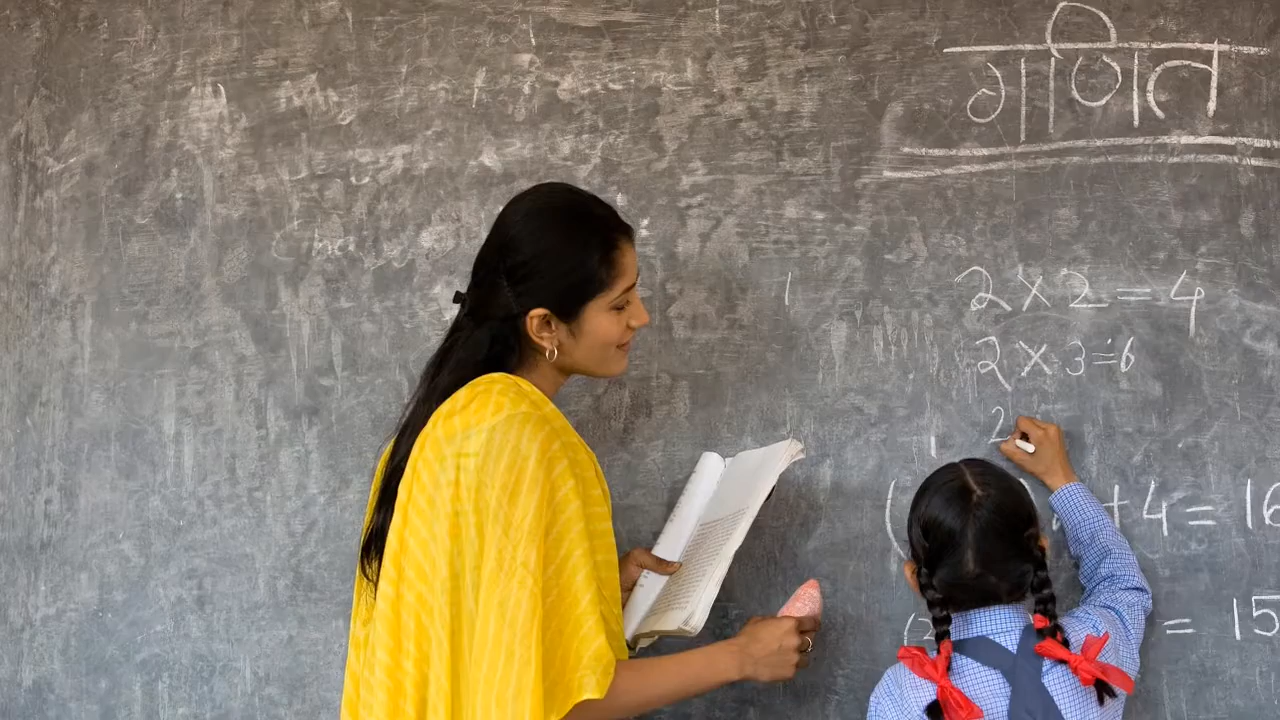 गणित
2 × 2 = 4
2 × 3 = 6
2
+ 4 = 16
= 15